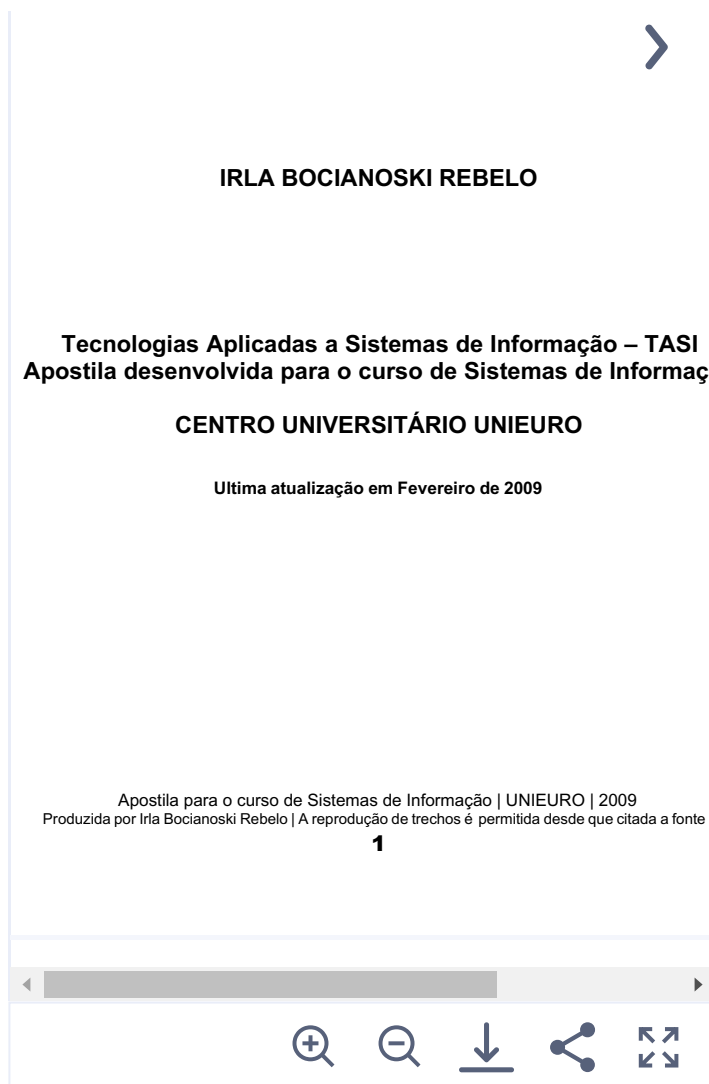 IRLA BOCIANOSKI REBELO
Tecnologias Aplicadas a Sistemas de Informação – TASI
Apostila desenvolvida para o curso de Sistemas de Informaç
CENTRO UNIVERSITÁRIO UNIEURO
Ultima atualização em Fevereiro de 2009
Apostila para o curso de Sistemas de Informação | UNIEURO | 2009
Produzida por Irla Bocianoski Rebelo | A reprodução de trechos é permitida desde que citada a fonte
1